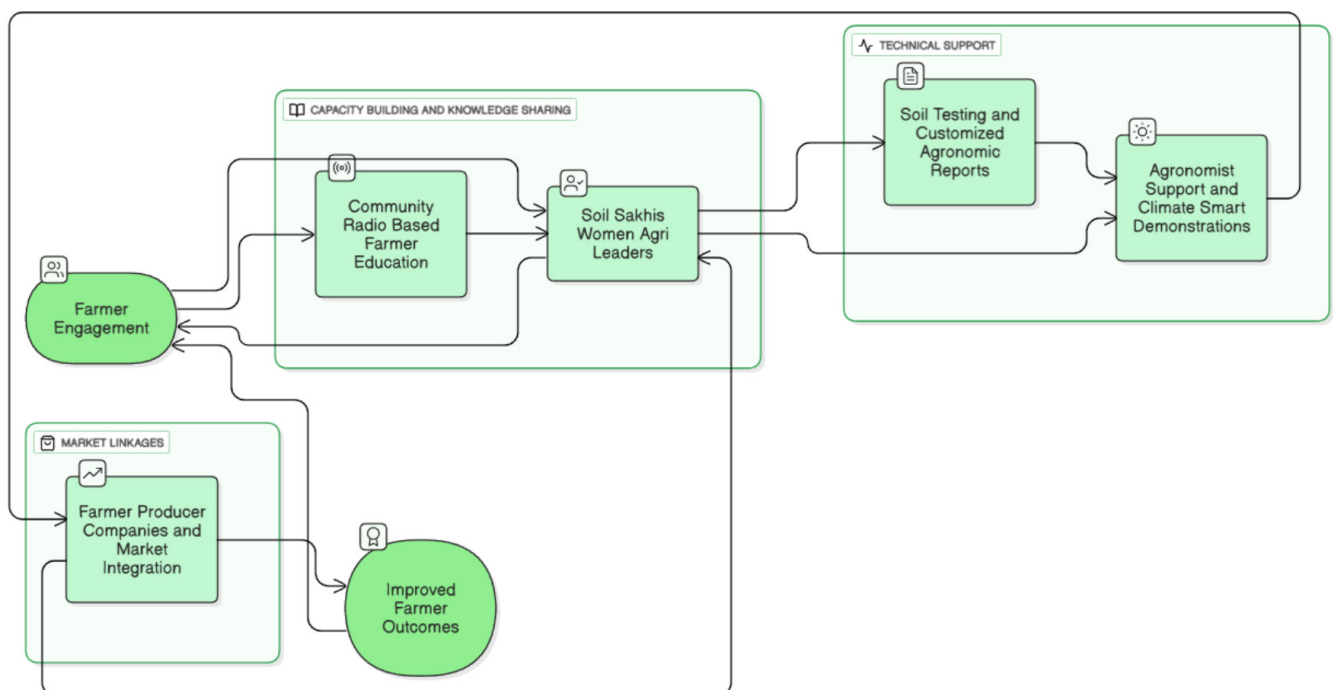 TECHNICAL SUPPORT
Soil Testing and
Customized
Agronomic
Reports
Agronomist
Support and
Climate Smart
Demonstrations
CAPACITY BUILDING AND KNOWLEDGE SHARING
Community
Radio Based
Farmer
Education
Soil Sakhis
Women Agri
Leaders
Farmer
Engagement
MARKET LINKAGES
Farmer Producer
Companies and
Market
Integration
Improved
Farmer
Outcomes